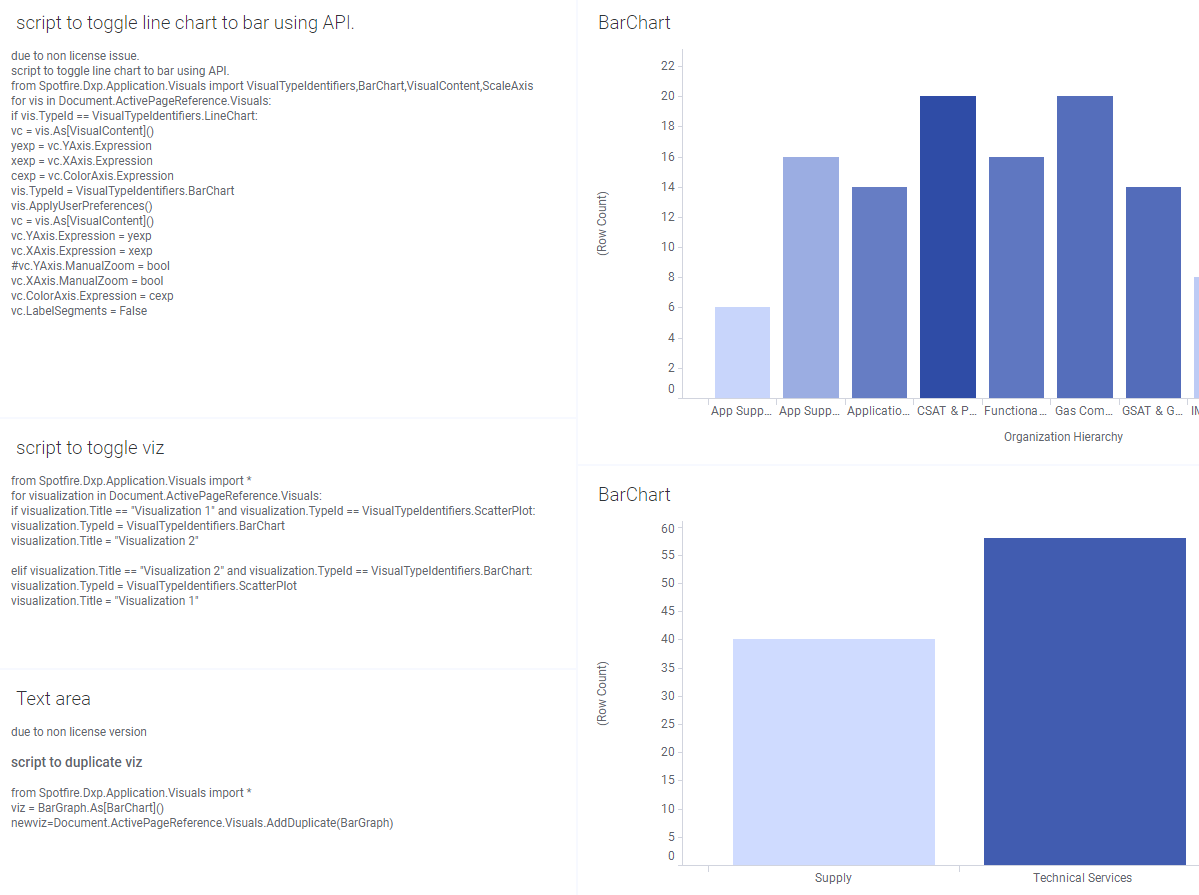 script to toggle line chart to bar using API.
due to non license issue.
script to toggle line chart to bar using API.
from Spotfire.Dxp.Application.Visuals import VisualTypeIdentifiers,BarChart,VisualContent,ScaleAxis
for vis in Document.ActivePageReference.Visuals:
if vis.TypeId == VisualTypeIdentifiers.LineChart:
vc = vis.As[VisualContent]()
yexp = vc.YAxis.Expression
xexp = vc.XAxis.Expression
cexp = vc.ColorAxis.Expression
vis.TypeId = VisualTypeIdentifiers.BarChart
vis.ApplyUserPreferences()
vc = vis.As[VisualContent]()
vc.YAxis.Expression = yexp
vc.XAxis.Expression = xexp
#vc.YAxis.ManualZoom = bool
vc.XAxis.ManualZoom = bool
vc.ColorAxis.Expression = cexp
vc.LabelSegments = False
script to toggle viz
from Spotfire.Dxp.Application.Visuals import *
for visualization in Document.ActivePageReference.Visuals:
if visualization.Title == "Visualization 1" and visualization.TypeId == VisualTypeIdentifiers.ScatterPlot:
visualization.TypeId = VisualTypeIdentifiers.BarChart
visualization.Title = "Visualization 2"
elif visualization.Title == "Visualization 2" and visualization.TypeId == VisualTypeIdentifiers.BarChart:
visualization.TypeId = VisualTypeIdentifiers.ScatterPlot
visualization.Title = "Visualization 1"
Text area
due to non license version
script to duplicate viz
from Spotfire.Dxp.Application.Visuals import *
viz = BarGraph.As[BarChart]()
newviz=Document.ActivePageReference.Visuals.AddDuplicate(BarGraph)
BarChart
22
20
18
16
14
12
10
8
6
4
2
0
(Row Count)
App Supp... App Supp... Applicatio... CSAT & P... Functiona... Gas Com... GSAT & G...
Organization Hierarchy
BarChart
60
55
50
45
40
35
30
25
20
15
10
5
0
(Row Count)
Supply Technical Services